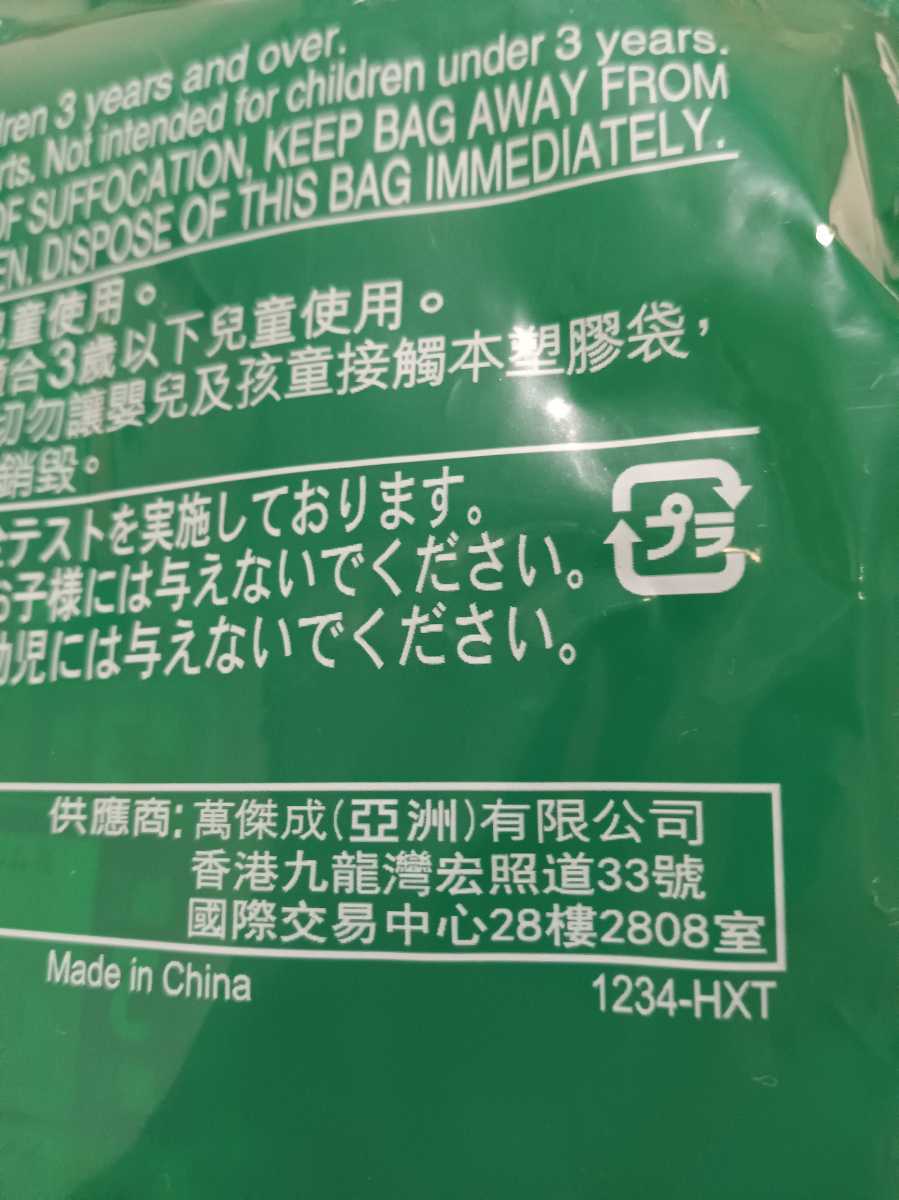 3 years and over.
Not intended for children under 3 years.
OF SUFFOCATION, KEEP BAG AWAY FROM
DISPOSE OF THIS BAG IMMEDIATELY.
兒童使用。
合3歲以下兒童使用。
切勿讓嬰兒及孩童接觸本塑膠袋，
銷毀。
テストを実施しております。
お子様には与えないでください。
幼児には与えないでください。
プラ
供應商: 萬傑成(亞洲)有限公司
香港九龍灣宏照道33號
國際交易中心28樓2808室
Made in China
1234-HXT